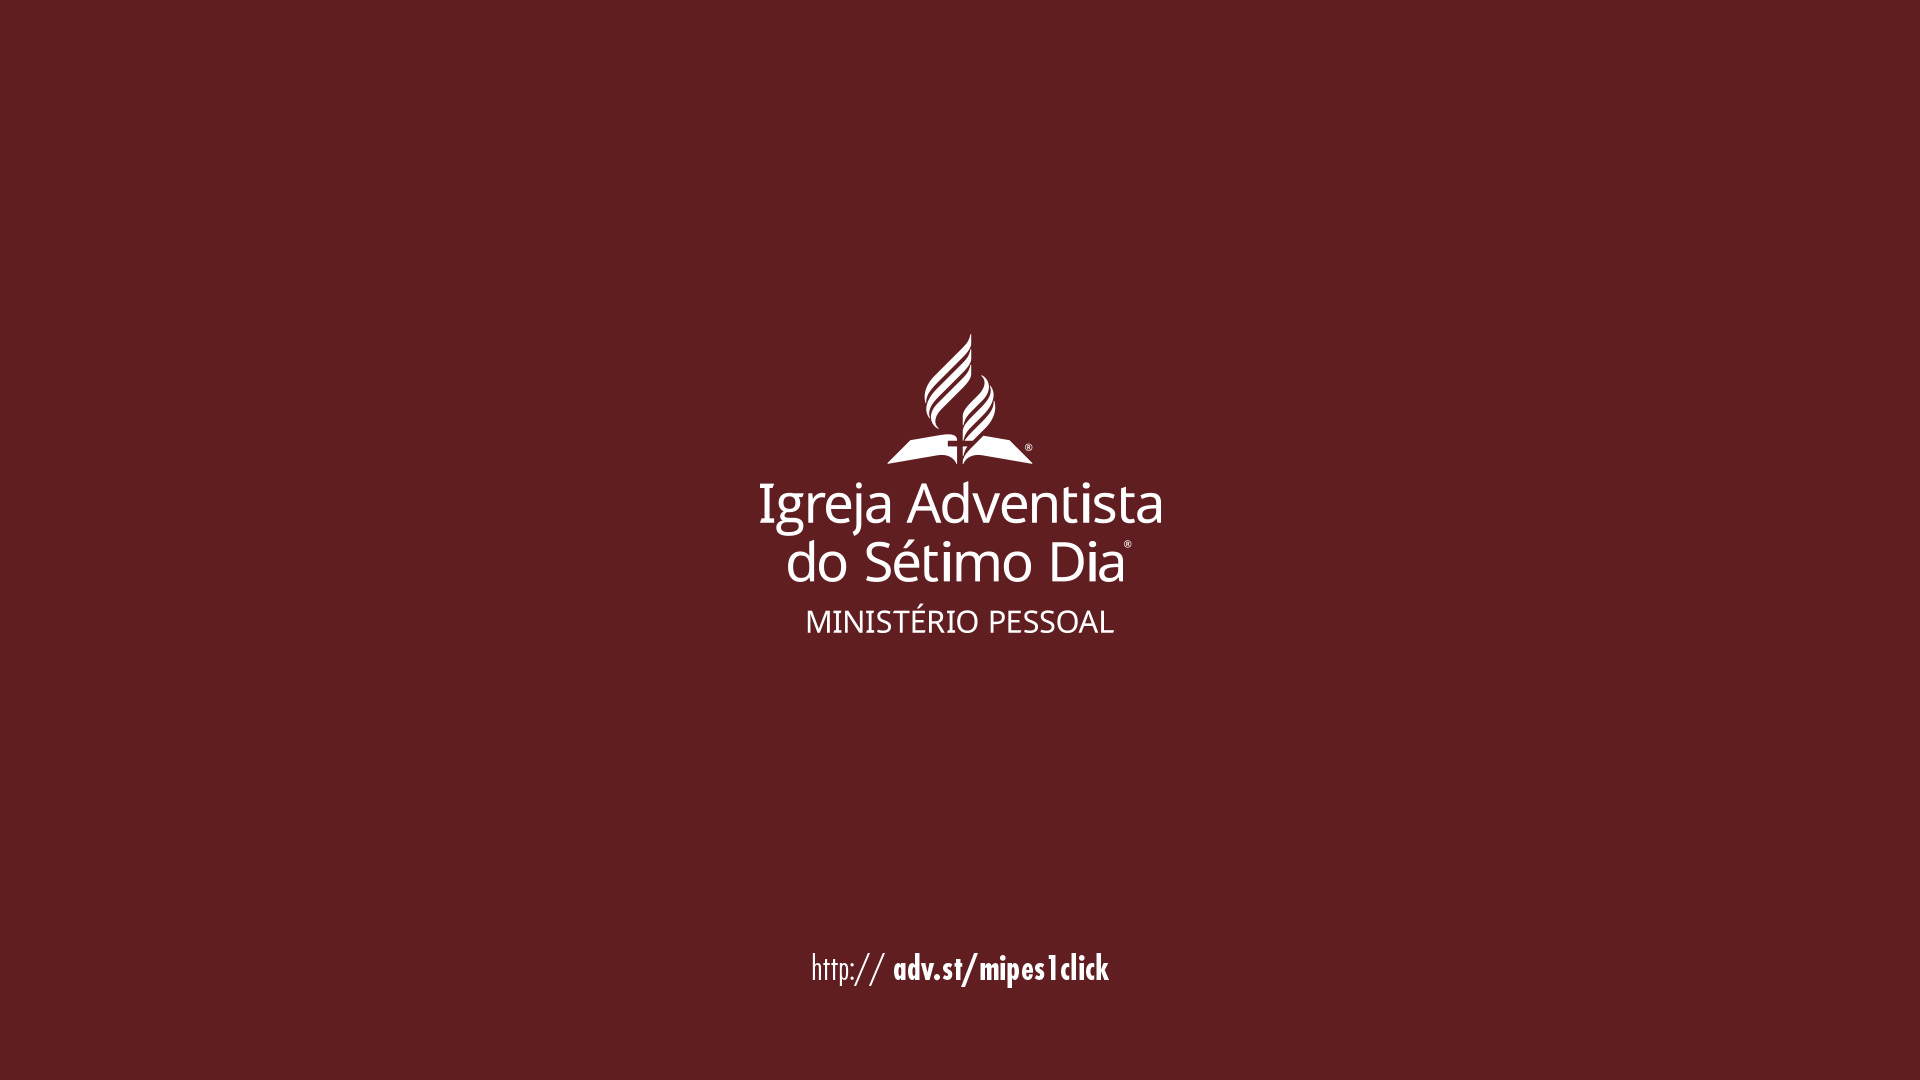 ®
Igreja Adventista
do Sétimo Dia®
MINISTÉRIO PESSOAL
http:// adv.st/mipes1click